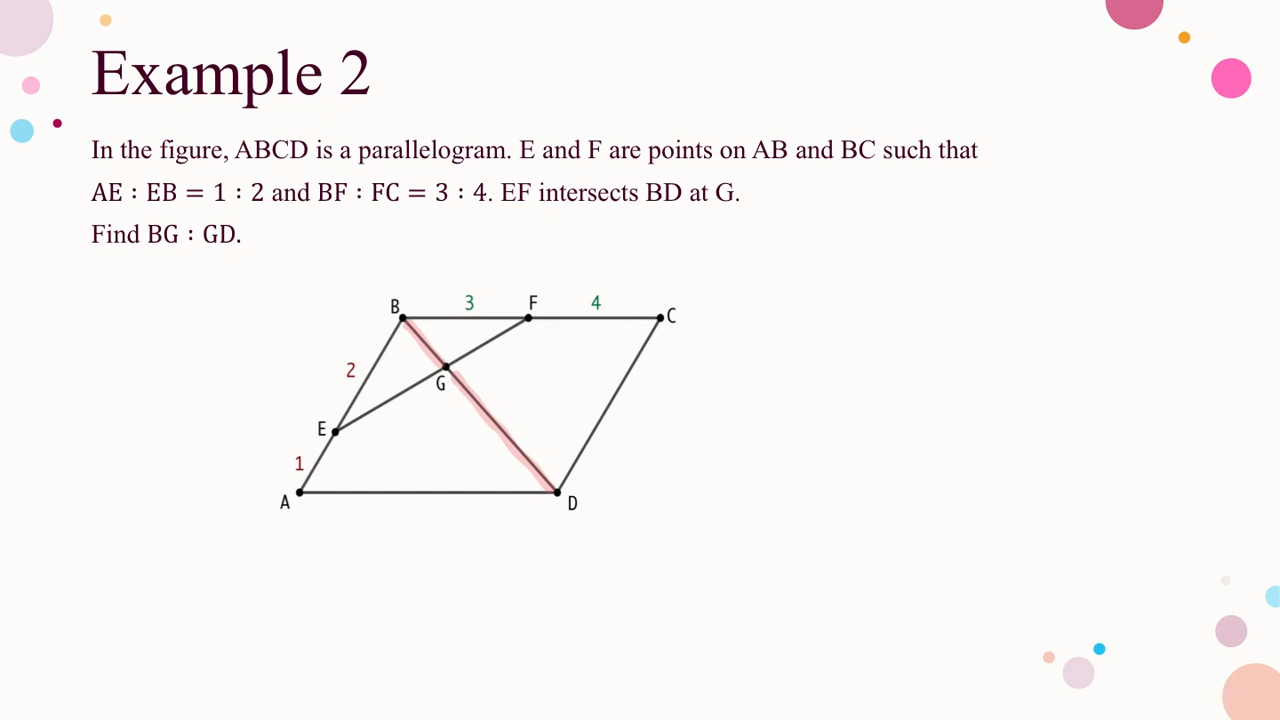 Example 2
In the figure, ABCD is a parallelogram. E and F are points on AB and BC such that
AE : EB = 1 : 2 and BF : FC = 3 : 4. EF intersects BD at G.
Find BG : GD.
B 3 F 4 C
2
G
E
1
A D